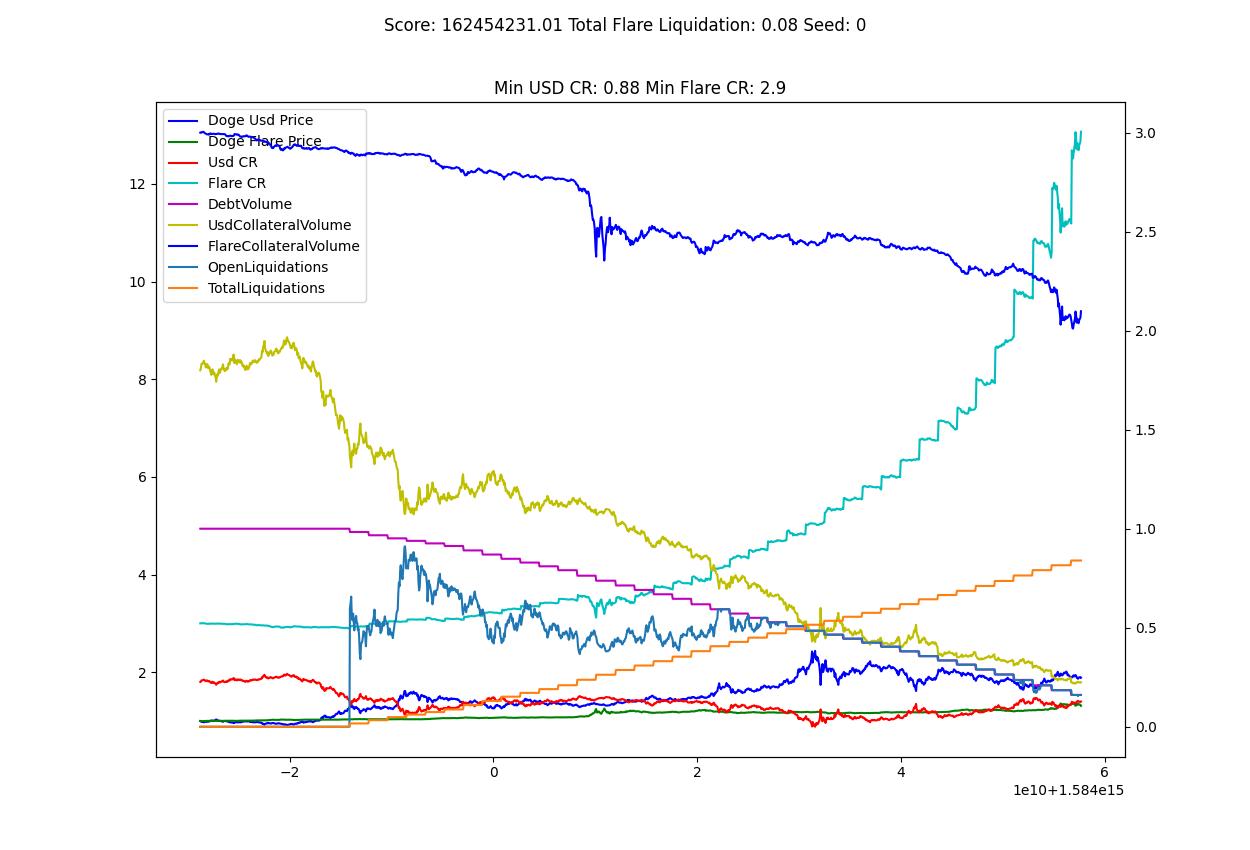 Score: 162454231.01 Total Flare Liquidation: 0.08 Seed: 0
Min USD CR: 0.88 Min Flare CR: 2.9
Doge Usd Price
Doge Flare Price
Usd CR
Flare CR
DebtVolume
UsdCollateralVolume
FlareCollateralVolume
OpenLiquidations
TotalLiquidations
12
10
8
6
4
2
3.0
2.5
2.0
1.5
1.0
0.5
0.0
−2
0
2
4
6
1e10+1.584e15